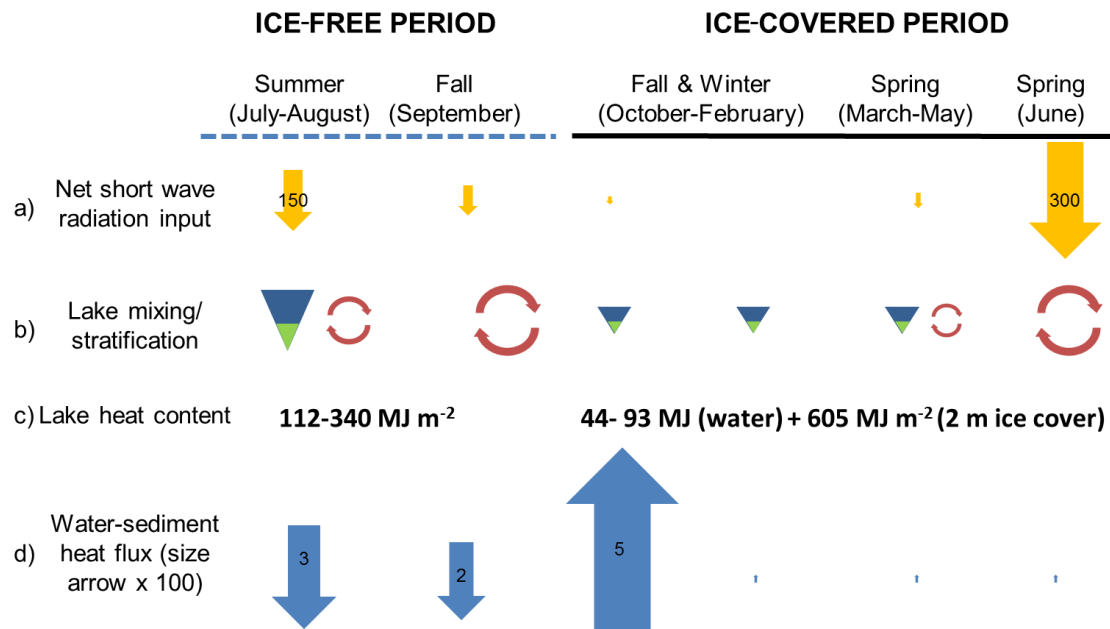 ICE-FREE PERIOD
ICE-COVERED PERIOD
Summer
(July-August)
Fall
(September)
Fall & Winter
(October-February)
Spring
(March-May)
Spring
(June)
a) Net short wave
radiation input
150
300
b) Lake mixing/
stratification
c) Lake heat content
112-340 MJ m⁻²
44- 93 MJ (water) + 605 MJ m⁻² (2 m ice cover)
d) Water-sediment
heat flux (size
arrow x 100)
3
2
5